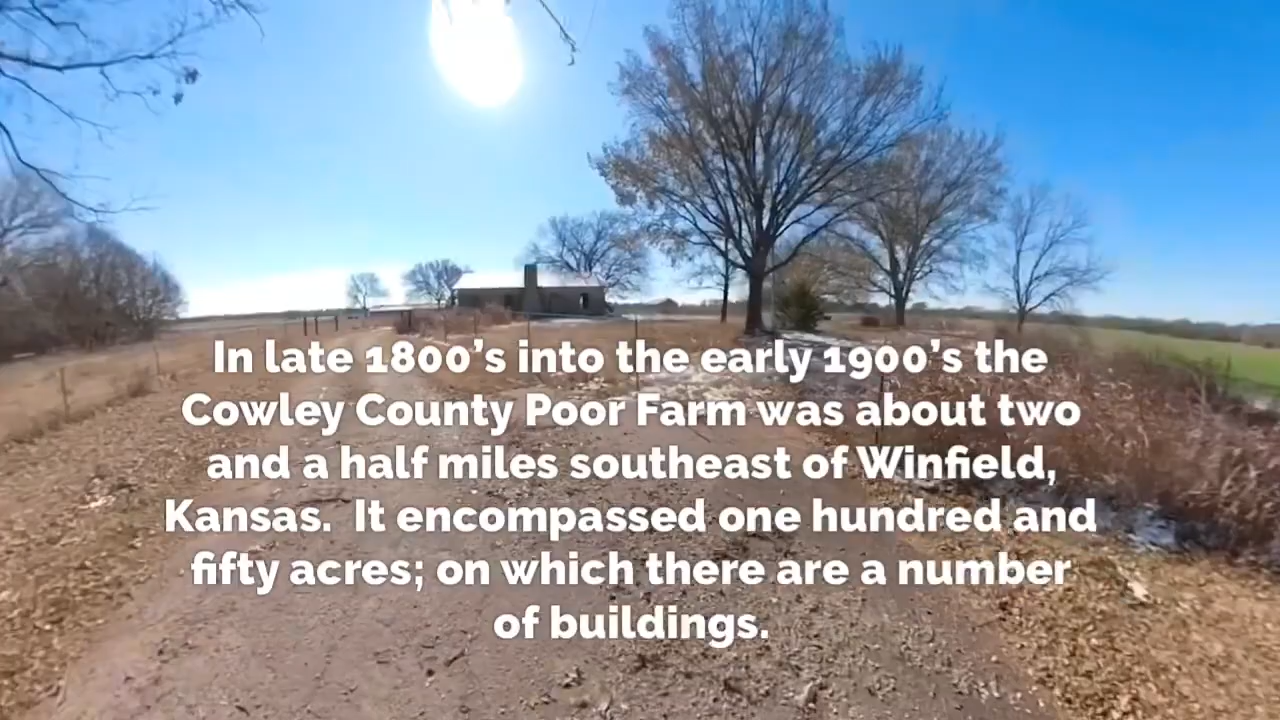 In late 1800’s into the early 1900’s the
Cowley County Poor Farm was about two
and a half miles southeast of Winfield,
Kansas.  It encompassed one hundred and
fifty acres; on which there are a number
of buildings.